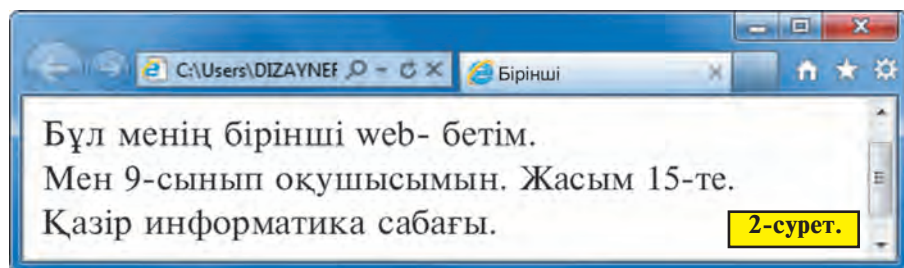 C:\Users\DIZAYNEF
Бірінші
Бұл менің бірінші web- бетім.
Мен 9-сынып оқушысымын. Жасым 15-те.
Қазір информатика сабағы.
2-сурет.